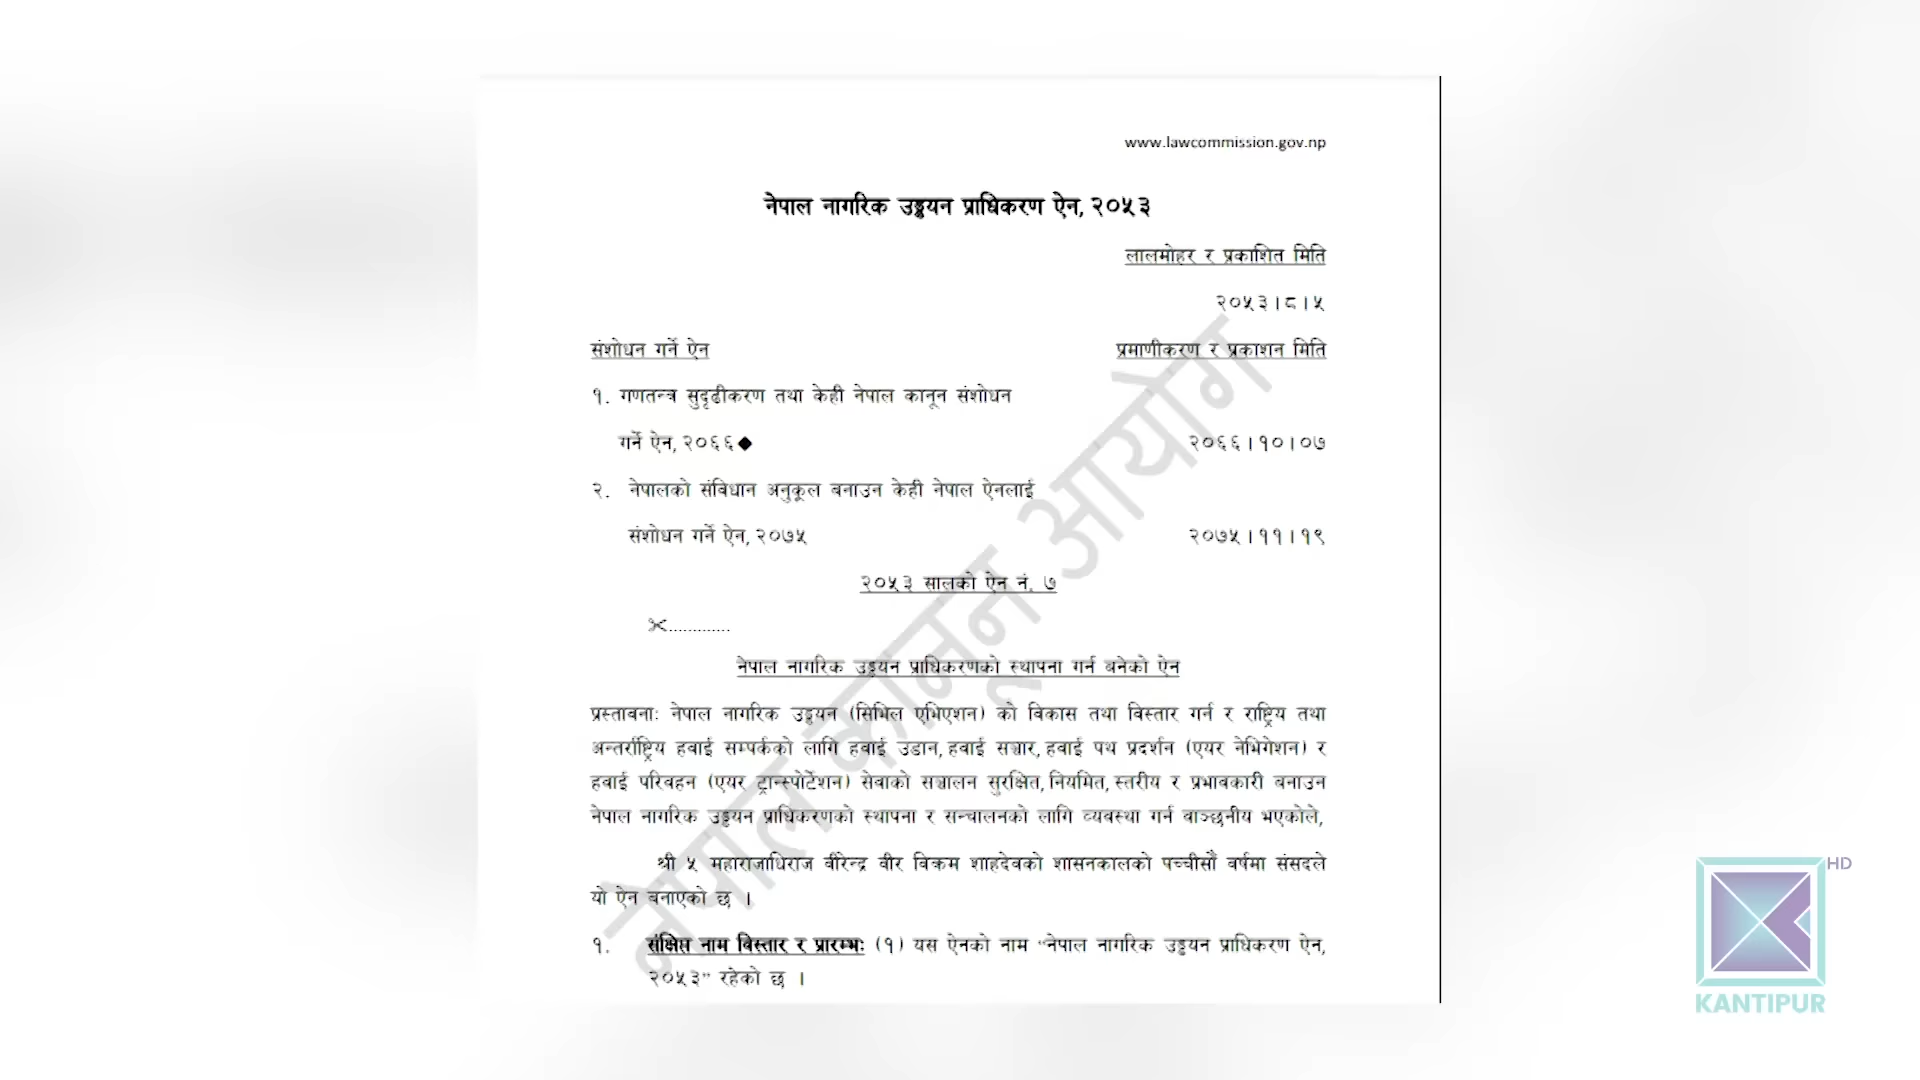 www.lawcommission.gov.np
नेपाल नागरिक उड्डयन प्राधिकरण ऐन, २०५३
लालमोहर र प्रकाशित मिति
२०५३।८।५
संशोधन गर्ने ऐन
प्रमाणीकरण र प्रकाशन मिति
१. गणतन्त्र सुदृढीकरण तथा केही नेपाल कानून संशोधन
गर्ने ऐन, २०६६◆
२०६६।१०।०७
२. नेपालको संविधान अनुकूल बनाउन केही नेपाल ऐनलाई
संशोधन गर्ने ऐन, २०७५
२०७५।११।१९
२०५३ सालको ऐन नं. ७
✂.............
नेपाल नागरिक उड्डयन प्राधिकरणको स्थापना गर्न बनेको ऐन
प्रस्तावनाः नेपाल नागरिक उड्डयन (सिभिल एभिएशन) को विकास तथा विस्तार गर्न र राष्ट्रिय तथा
अन्तर्राष्ट्रिय हवाई सम्पर्कको लागि हवाई उडान, हवाई सञ्चार, हवाई पथ प्रदर्शन (एयर नेभिगेशन) र
हवाई परिवहन (एयर ट्रान्स्पोर्टेशन) सेवाको सञ्चालन सुरक्षित, नियमित, स्तरीय र प्रभावकारी बनाउन
नेपाल नागरिक उड्डयन प्राधिकरणको स्थापना र सन्चालनको लागि व्यवस्था गर्न वाञ्छनीय भएकोले,
श्री ५ महाराजाधिराज वीरेन्द्र वीर विक्रम शाहदेवको शासनकालको पच्चीसौं वर्षमा संसदले
यो ऐन बनाएको छ ।
१. संक्षिप्त नाम विस्तार र प्रारम्भः (१) यस ऐनको नाम "नेपाल नागरिक उड्डयन प्राधिकरण ऐन,
२०५३" रहेको छ ।
नेपाल कानून आयोग
HD
KANTIPUR